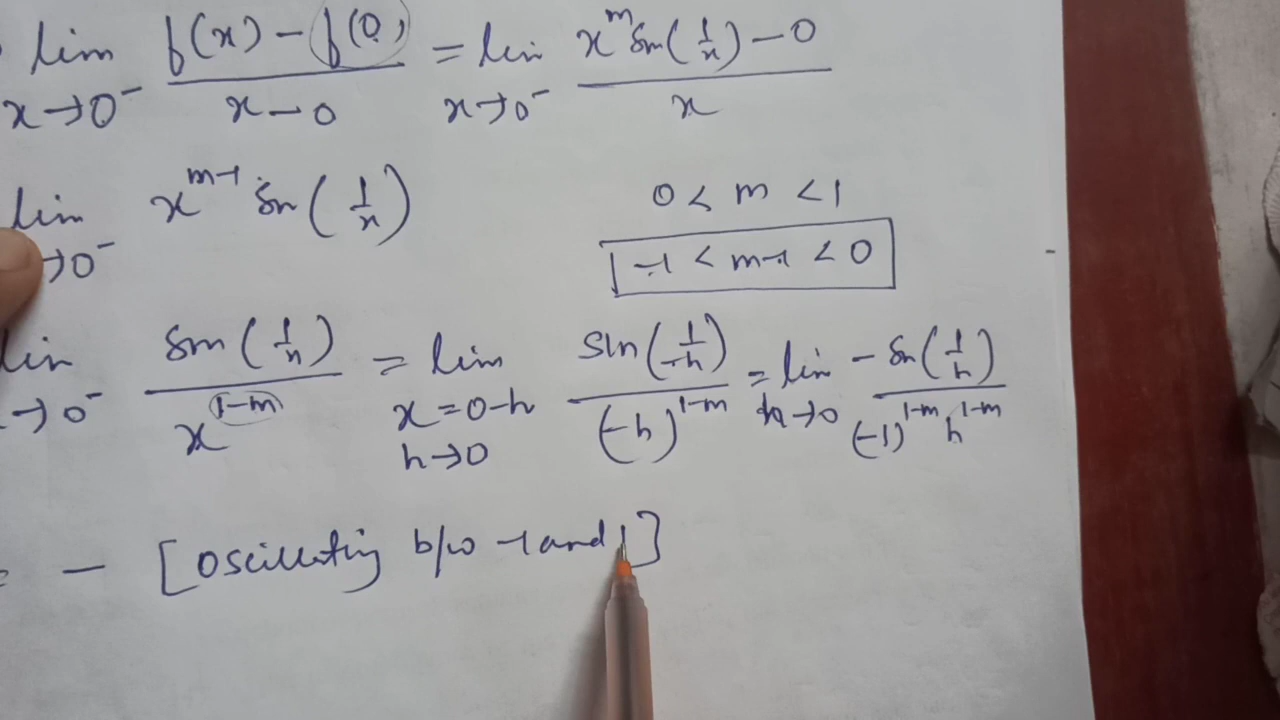 lim f(x) - f(0) / x - 0 = lim x^m sin(1/x) - 0 / x
x→0⁻ x→0⁻
lim x^(m-1) sin(1/x) 0 < m < 1
→0⁻ -1 < m-1 < 0
lin sin(1/x) / x^(1-m) = lim sin(1/-h) / (-h)^(1-m) = lim - sin(1/h) / (-1)^(1-m) h^(1-m)
→0⁻ x = 0-h h→0
h→0
= - [oscillating b/w -1 and 1]